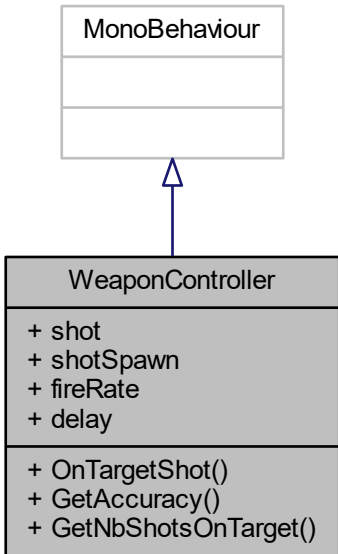 MonoBehaviour
WeaponController
+ shot
+ shotSpawn
+ fireRate
+ delay
+ OnTargetShot()
+ GetAccuracy()
+ GetNbShotsOnTarget()